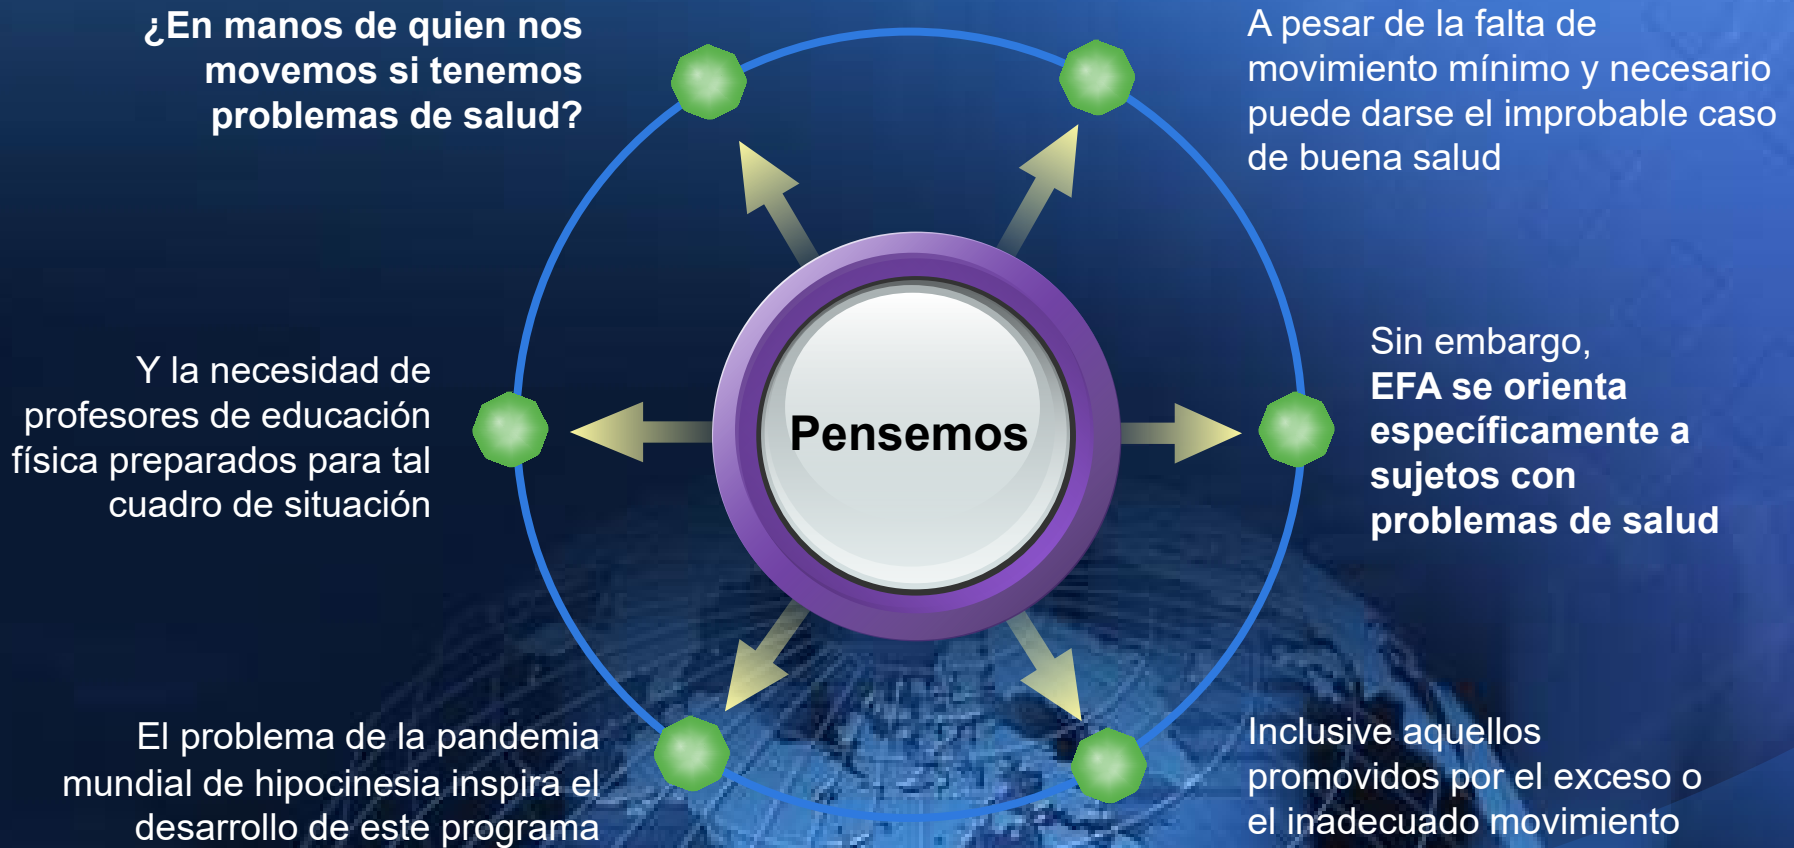 ¿En manos de quien nos
movemos si tenemos
problemas de salud?
A pesar de la falta de
movimiento mínimo y necesario
puede darse el improbable caso
de buena salud
Y la necesidad de
profesores de educación
física preparados para tal
cuadro de situación
Pensemos
Sin embargo,
EFA se orienta
específicamente a
sujetos con
problemas de salud
El problema de la pandemia
mundial de hipocinesia inspira el
desarrollo de este programa
Inclusive aquellos
promovidos por el exceso o
el inadecuado movimiento